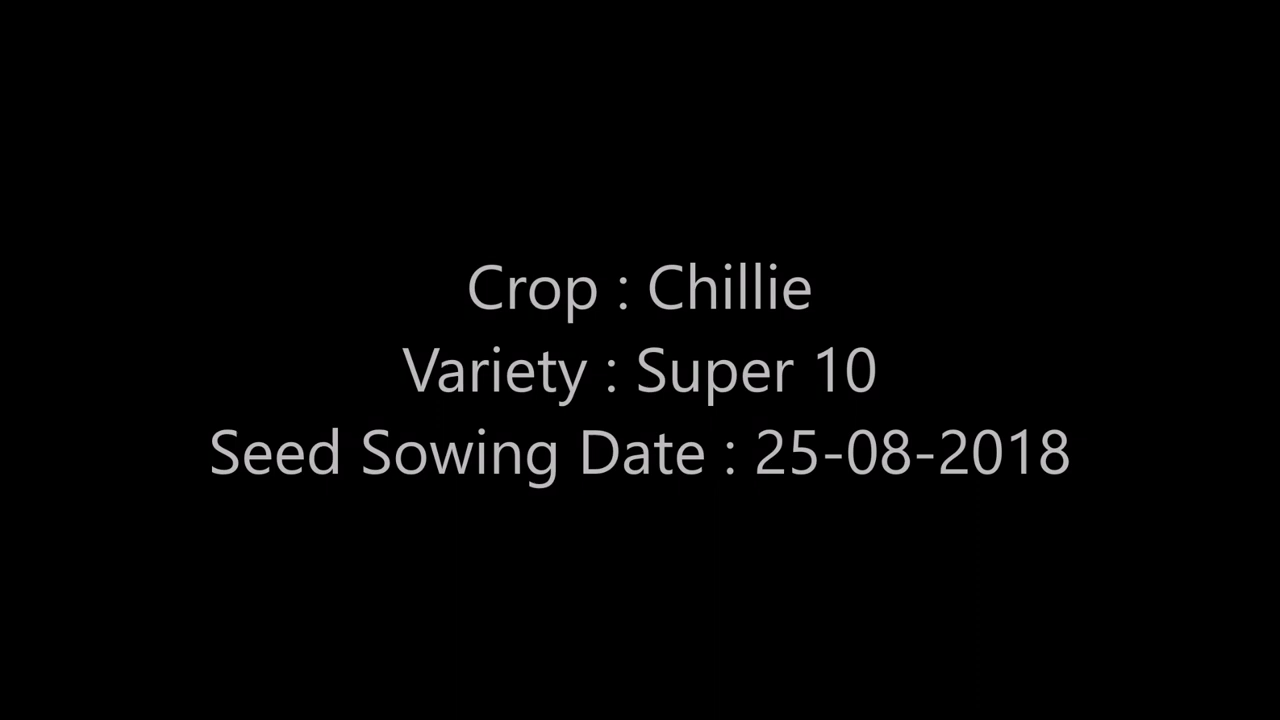 Crop : Chillie
Variety : Super 10
Seed Sowing Date : 25-08-2018